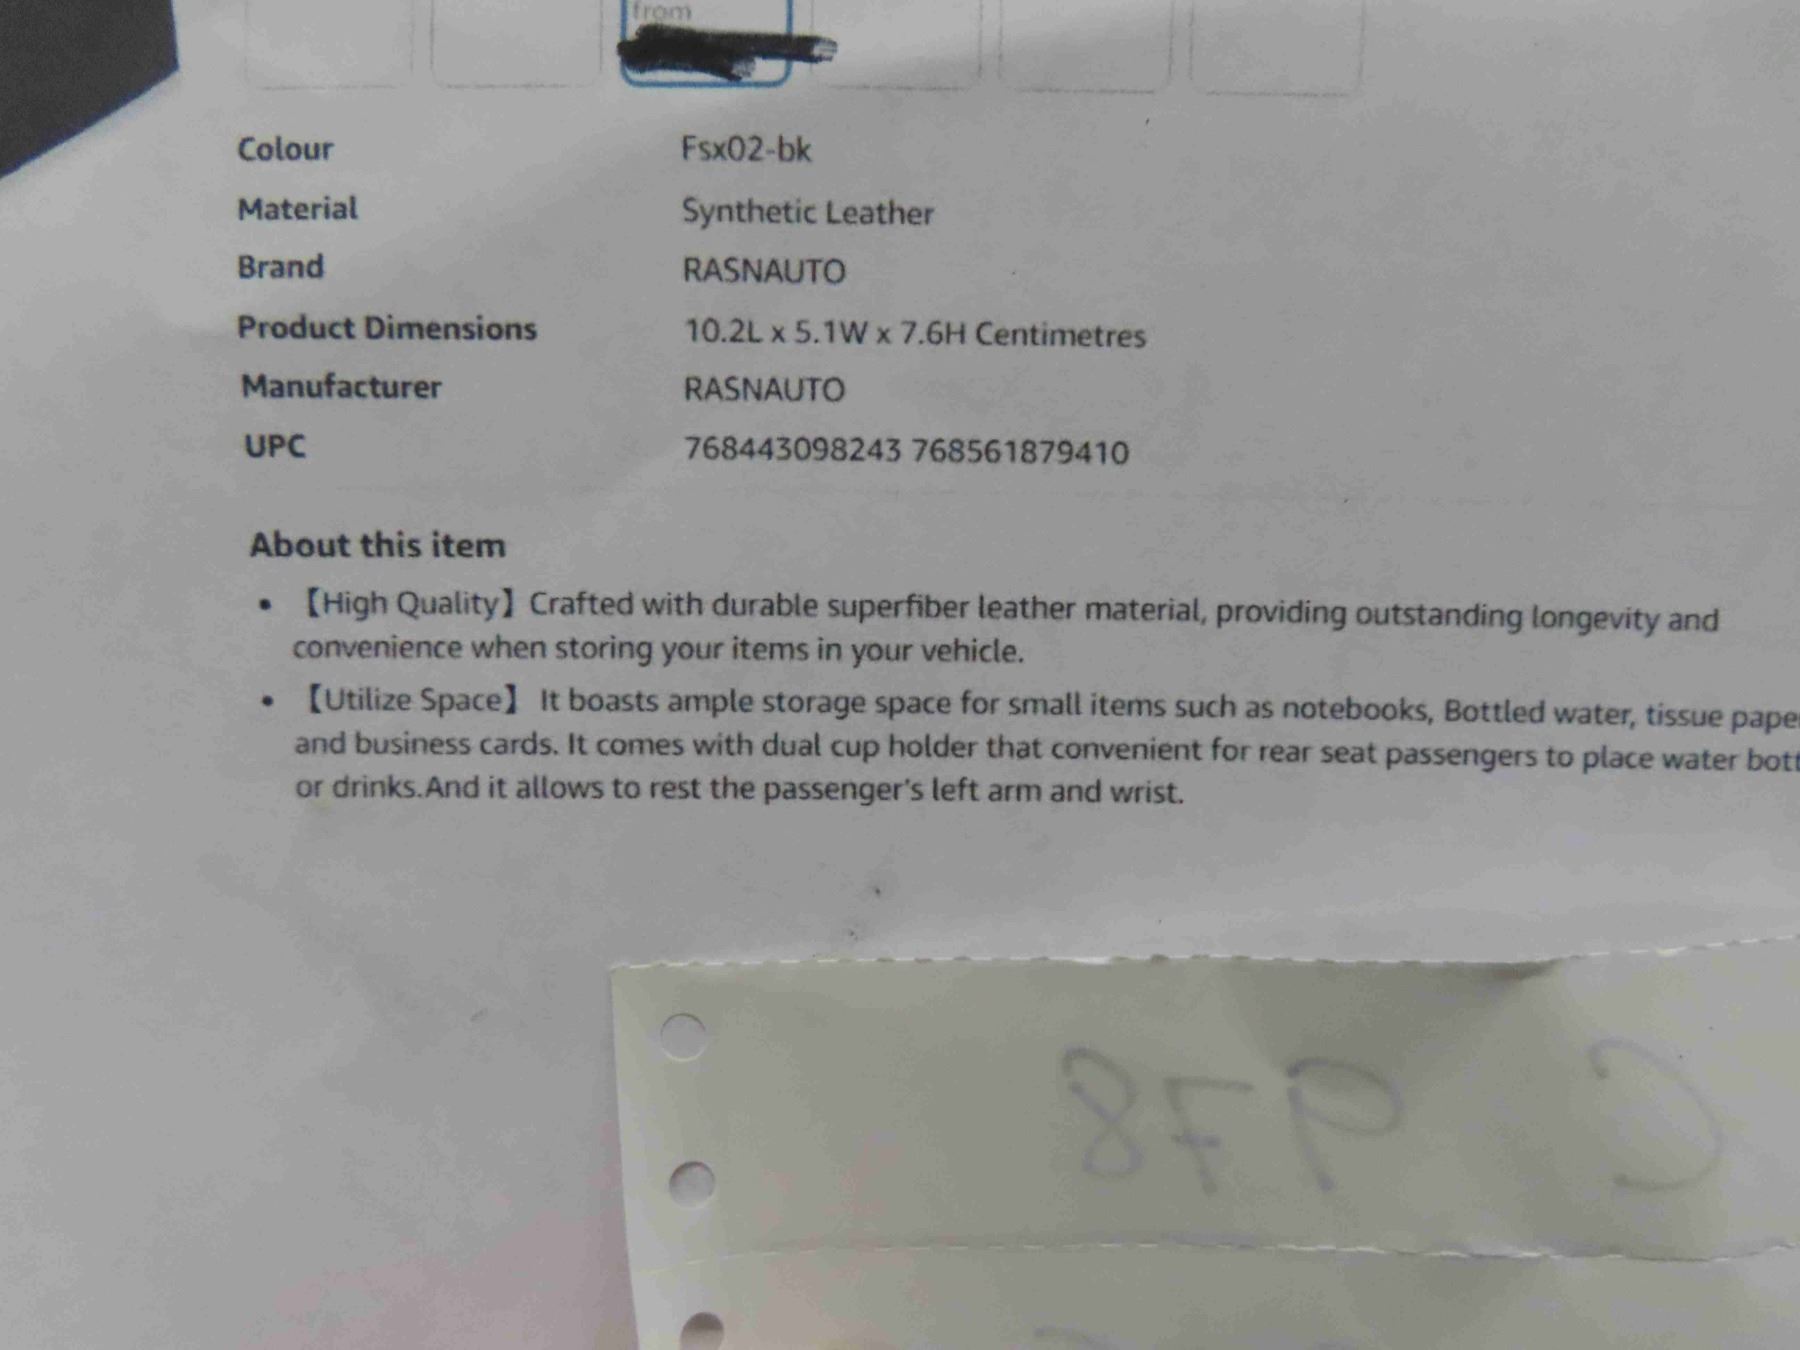 from
Colour Fsx02-bk
Material Synthetic Leather
Brand RASNAUTO
Product Dimensions 10.2L x 5.1W x 7.6H Centimetres
Manufacturer RASNAUTO
UPC 768443098243 768561879410
About this item
• 【High Quality】Crafted with durable superfiber leather material, providing outstanding longevity and
convenience when storing your items in your vehicle.
• 【Utilize Space】 It boasts ample storage space for small items such as notebooks, Bottled water, tissue pape
and business cards. It comes with dual cup holder that convenient for rear seat passengers to place water bott
or drinks.And it allows to rest the passenger's left arm and wrist.
C 978